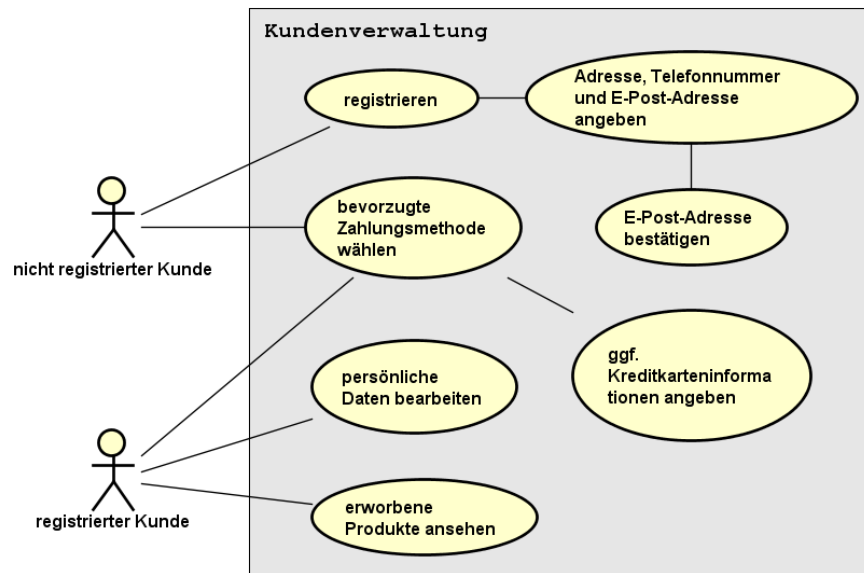 Kundenverwaltung
registrieren
Adresse, Telefonnummer
und E-Post-Adresse
angeben
bevorzugte
Zahlungsmethode
wählen
E-Post-Adresse
bestätigen
nicht registrierter Kunde
ggf.
Kreditkarteninforma
tionen angeben
persönliche
Daten bearbeiten
registrierter Kunde
erworbene
Produkte ansehen